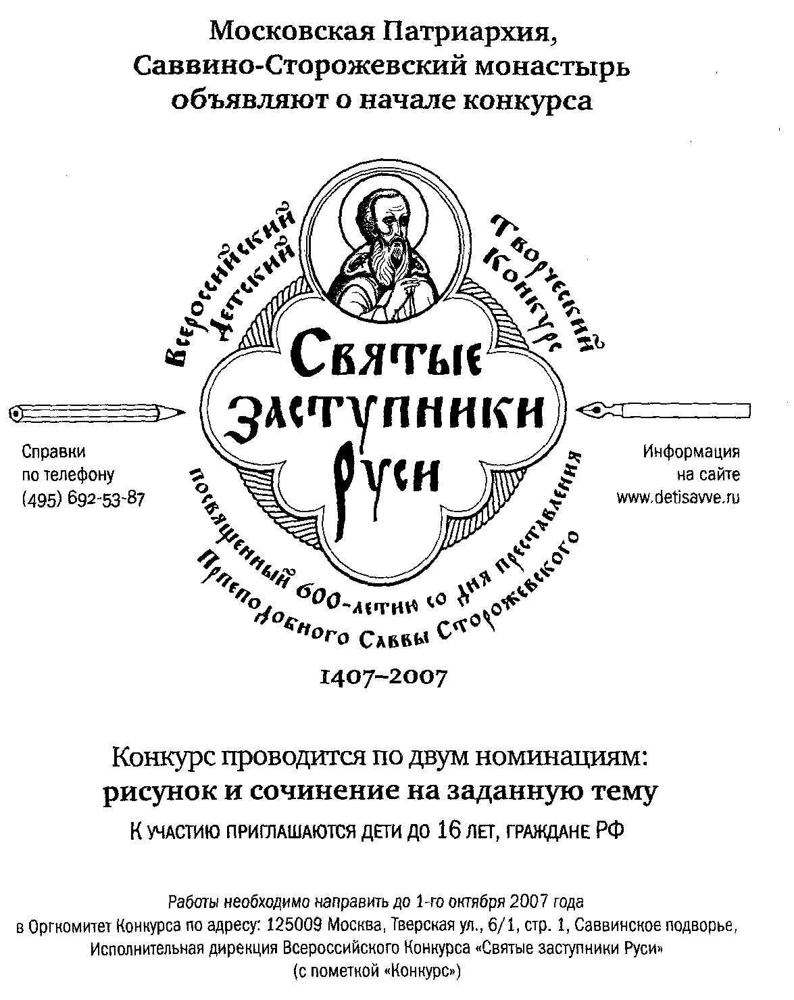 Московская Патриархия,
Саввино-Сторожевский монастырь
объявляют о начале конкурса
Всероссийский
Детский
Творческий
Конкурс
Святые
заступники
Руси
Справки
по телефону
(495) 692-53-87
Информация
на сайте
www.detisavve.ru
посвященный 600-летию со дня преставления
Преподобного Саввы Сторожевского
1407–2007
Конкурс проводится по двум номинациям:
рисунок и сочинение на заданную тему
К УЧАСТИЮ ПРИГЛАШАЮТСЯ ДЕТИ ДО 16 ЛЕТ, ГРАЖДАНЕ РФ
Работы необходимо направить до 1-го октября 2007 года
в Оргкомитет Конкурса по адресу: 125009 Москва, Тверская ул., 6/1, стр. 1, Саввинское подворье,
Исполнительная дирекция Всероссийского Конкурса «Святые заступники Руси»
(с пометкой «Конкурс»)